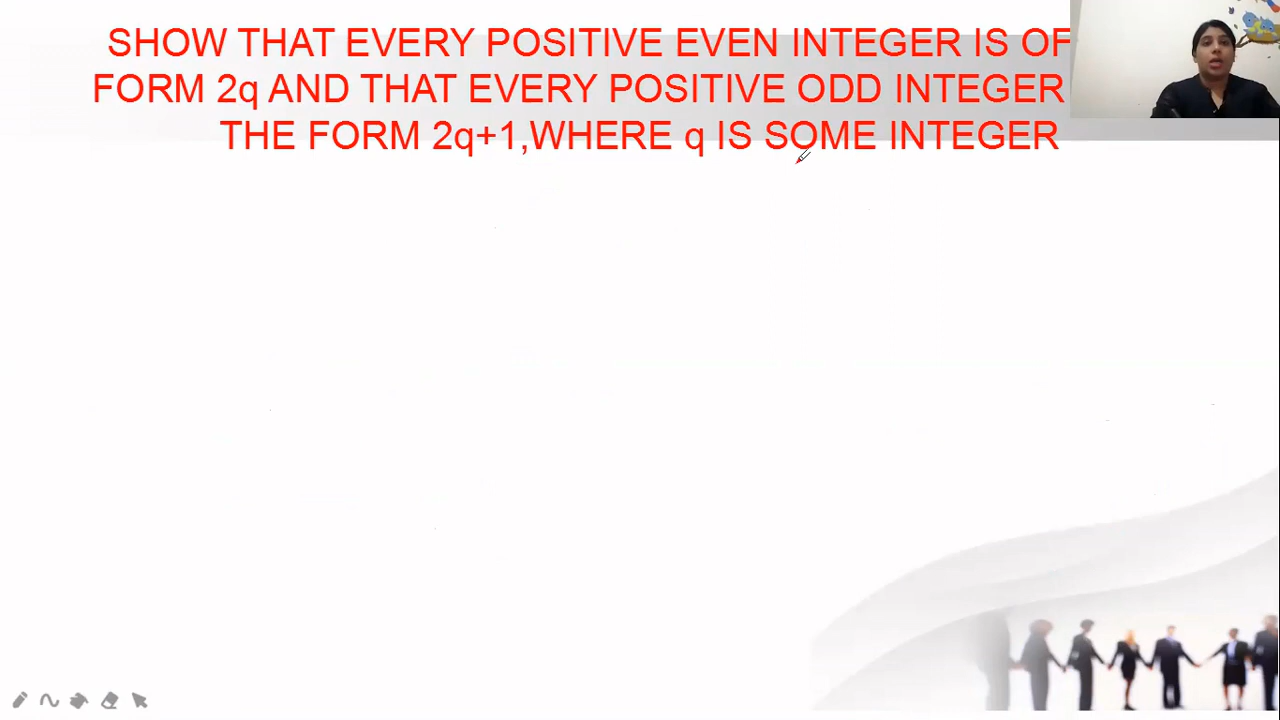 SHOW THAT EVERY POSITIVE EVEN INTEGER IS OF
FORM 2q AND THAT EVERY POSITIVE ODD INTEGER
THE FORM 2q+1,WHERE q IS SOME INTEGER